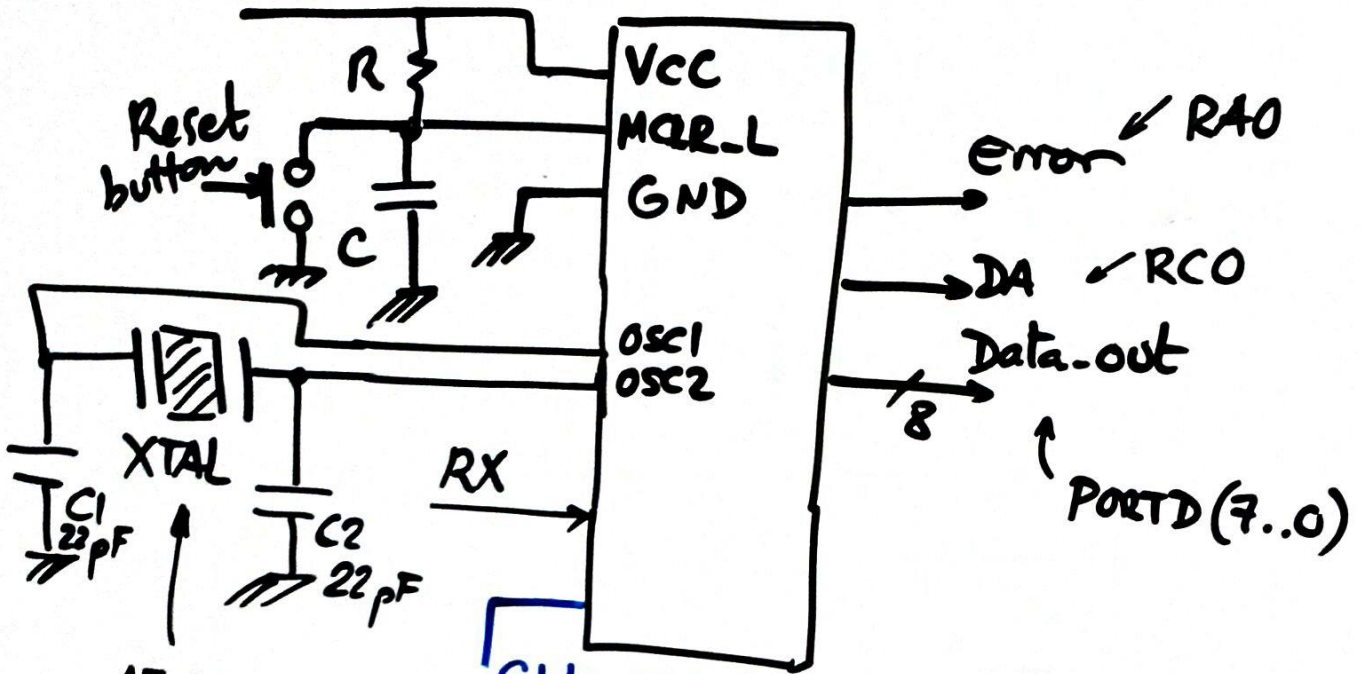 R
VCC
Reset
button
MCLR_L
GND
C
error ↙ RA0
DA ↙ RC0
OSC1
OSC2
Data_out
8
XTAL
RX
PORTD (7..0)
C1
22pF
C2
22pF